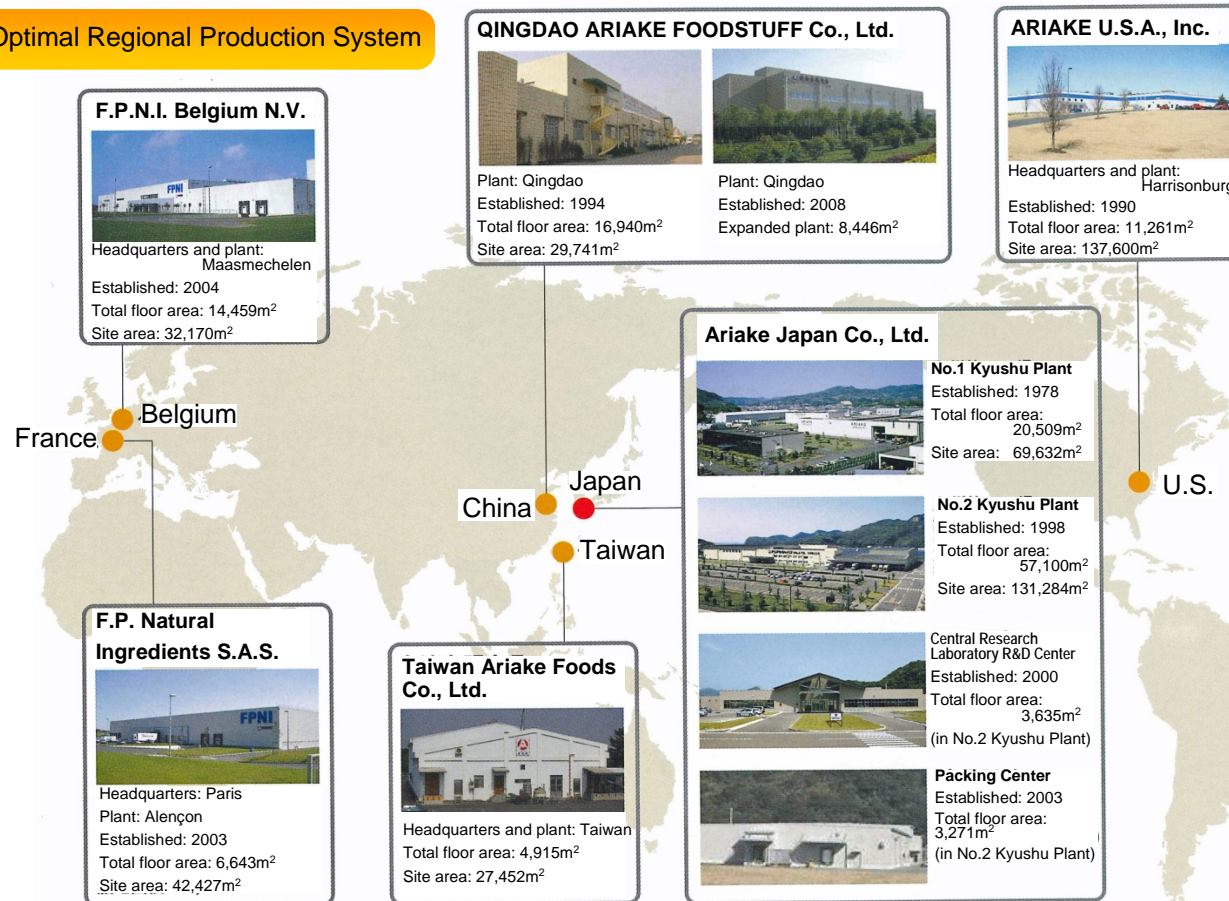 Optimal Regional Production System
F.P.N.I. Belgium N.V.
FPNI
Headquarters and plant:
Maasmechelen
Established: 2004
Total floor area: 14,459m²
Site area: 32,170m²
QINGDAO ARIAKE FOODSTUFF Co., Ltd.
Plant: Qingdao
Established: 1994
Total floor area: 16,940m²
Site area: 29,741m²
Plant: Qingdao
Established: 2008
Expanded plant: 8,446m²
ARIAKE U.S.A., Inc.
Headquarters and plant:
Harrisonburg
Established: 1990
Total floor area: 11,261m²
Site area: 137,600m²
Belgium
France
China
Japan
Taiwan
U.S.
Ariake Japan Co., Ltd.
No.1 Kyushu Plant
Established: 1978
Total floor area:
20,509m²
Site area: 69,632m²
No.2 Kyushu Plant
Established: 1998
Total floor area:
57,100m²
Site area: 131,284m²
Central Research
Laboratory R&D Center
Established: 2000
Total floor area:
3,635m²
(in No.2 Kyushu Plant)
Packing Center
Established: 2003
Total floor area:
3,271m²
(in No.2 Kyushu Plant)
F.P. Natural
Ingredients S.A.S.
FPNI
Headquarters: Paris
Plant: Alençon
Established: 2003
Total floor area: 6,643m²
Site area: 42,427m²
Taiwan Ariake Foods
Co., Ltd.
Headquarters and plant: Taiwan
Total floor area: 4,915m²
Site area: 27,452m²